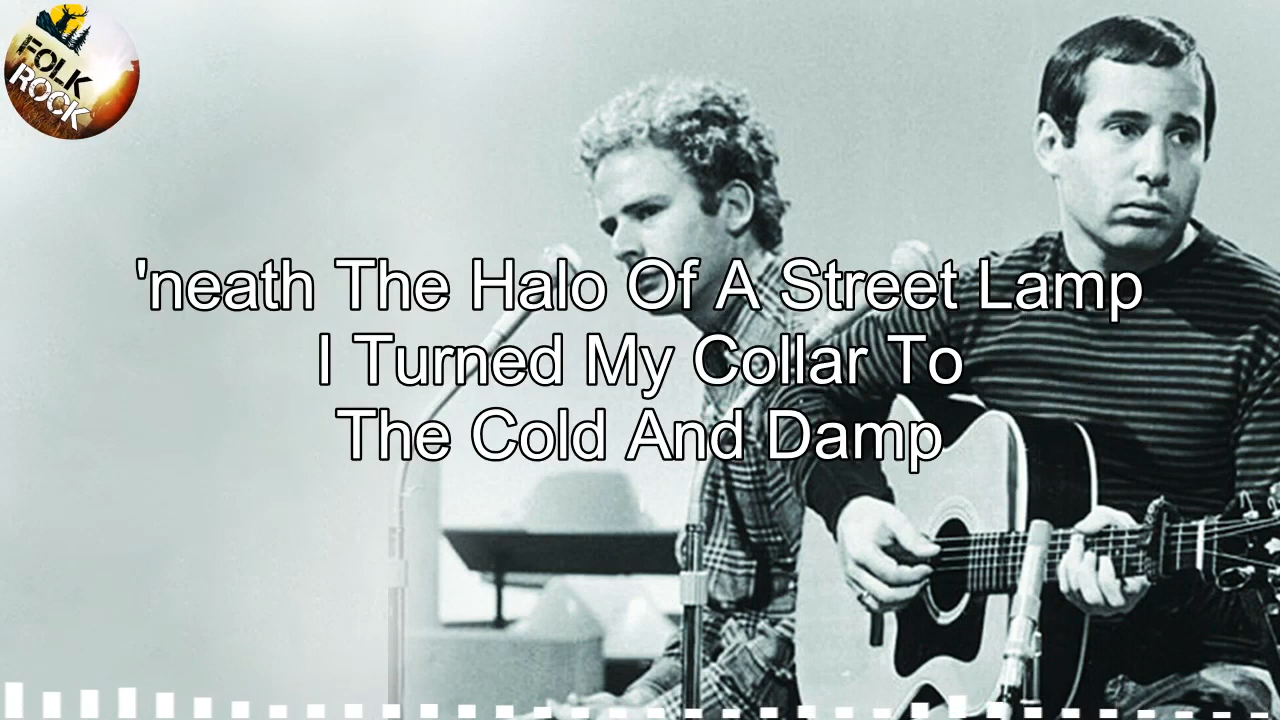 FOLK
ROCK
'neath The Halo Of A Street Lamp
I Turned My Collar To
The Cold And Damp